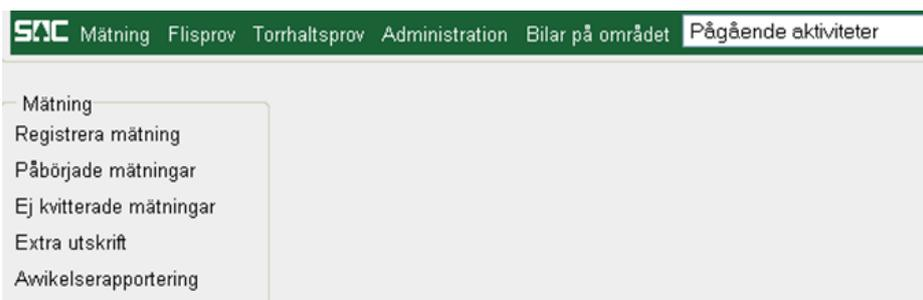 SDC Mätning Flisprov Torrhaltsprov Administration Bilar på området Pågående aktiviteter
Mätning
Registrera mätning
Påbörjade mätningar
Ej kvitterade mätningar
Extra utskrift
Avvikelserapportering